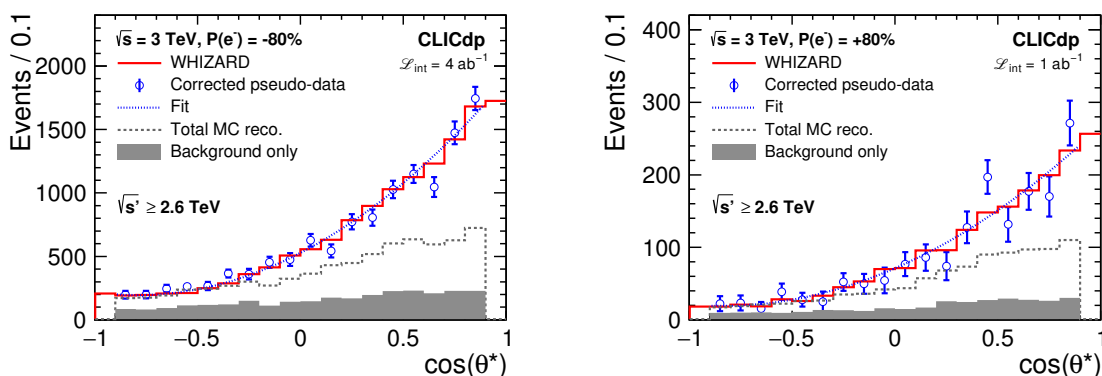 Events / 0.1
2000
1500
1000
500
0
√s = 3 TeV, P(e⁻) = -80%
CLICdp
WHIZARD
ℒint = 4 ab⁻¹
Corrected pseudo-data
Fit
Total MC reco.
Background only
√s' ≥ 2.6 TeV
−1 −0.5 0 0.5 1
cos(θ*)
Events / 0.1
400
300
200
100
0
√s = 3 TeV, P(e⁻) = +80%
CLICdp
WHIZARD
ℒint = 1 ab⁻¹
Corrected pseudo-data
Fit
Total MC reco.
Background only
√s' ≥ 2.6 TeV
−1 −0.5 0 0.5 1
cos(θ*)